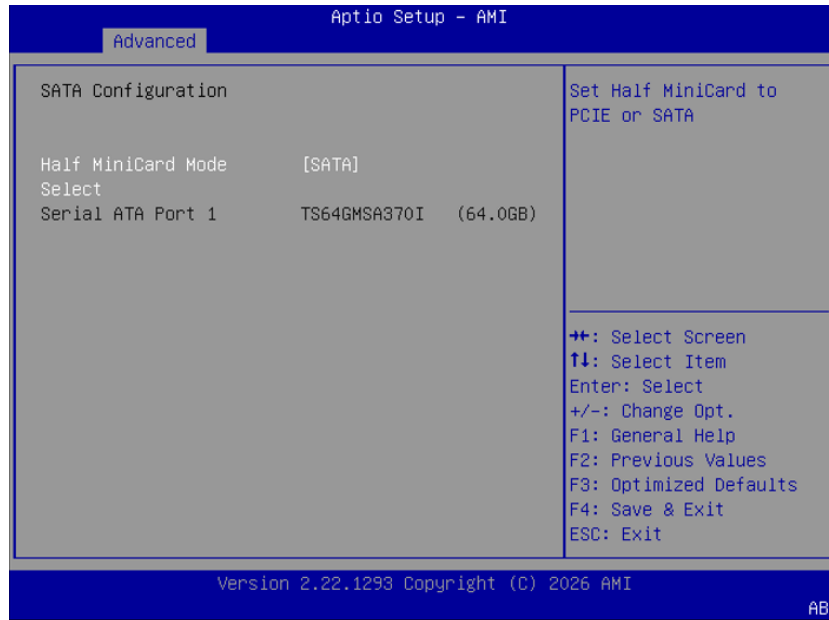 Aptio Setup – AMI
Advanced
SATA Configuration
Half MiniCard Mode [SATA]
Select
Serial ATA Port 1 TS64GMSA370I (64.0GB)
Set Half MiniCard to
PCIE or SATA
→←: Select Screen
↑↓: Select Item
Enter: Select
+/-: Change Opt.
F1: General Help
F2: Previous Values
F3: Optimized Defaults
F4: Save & Exit
ESC: Exit
Version 2.22.1293 Copyright (C) 2026 AMI
AB